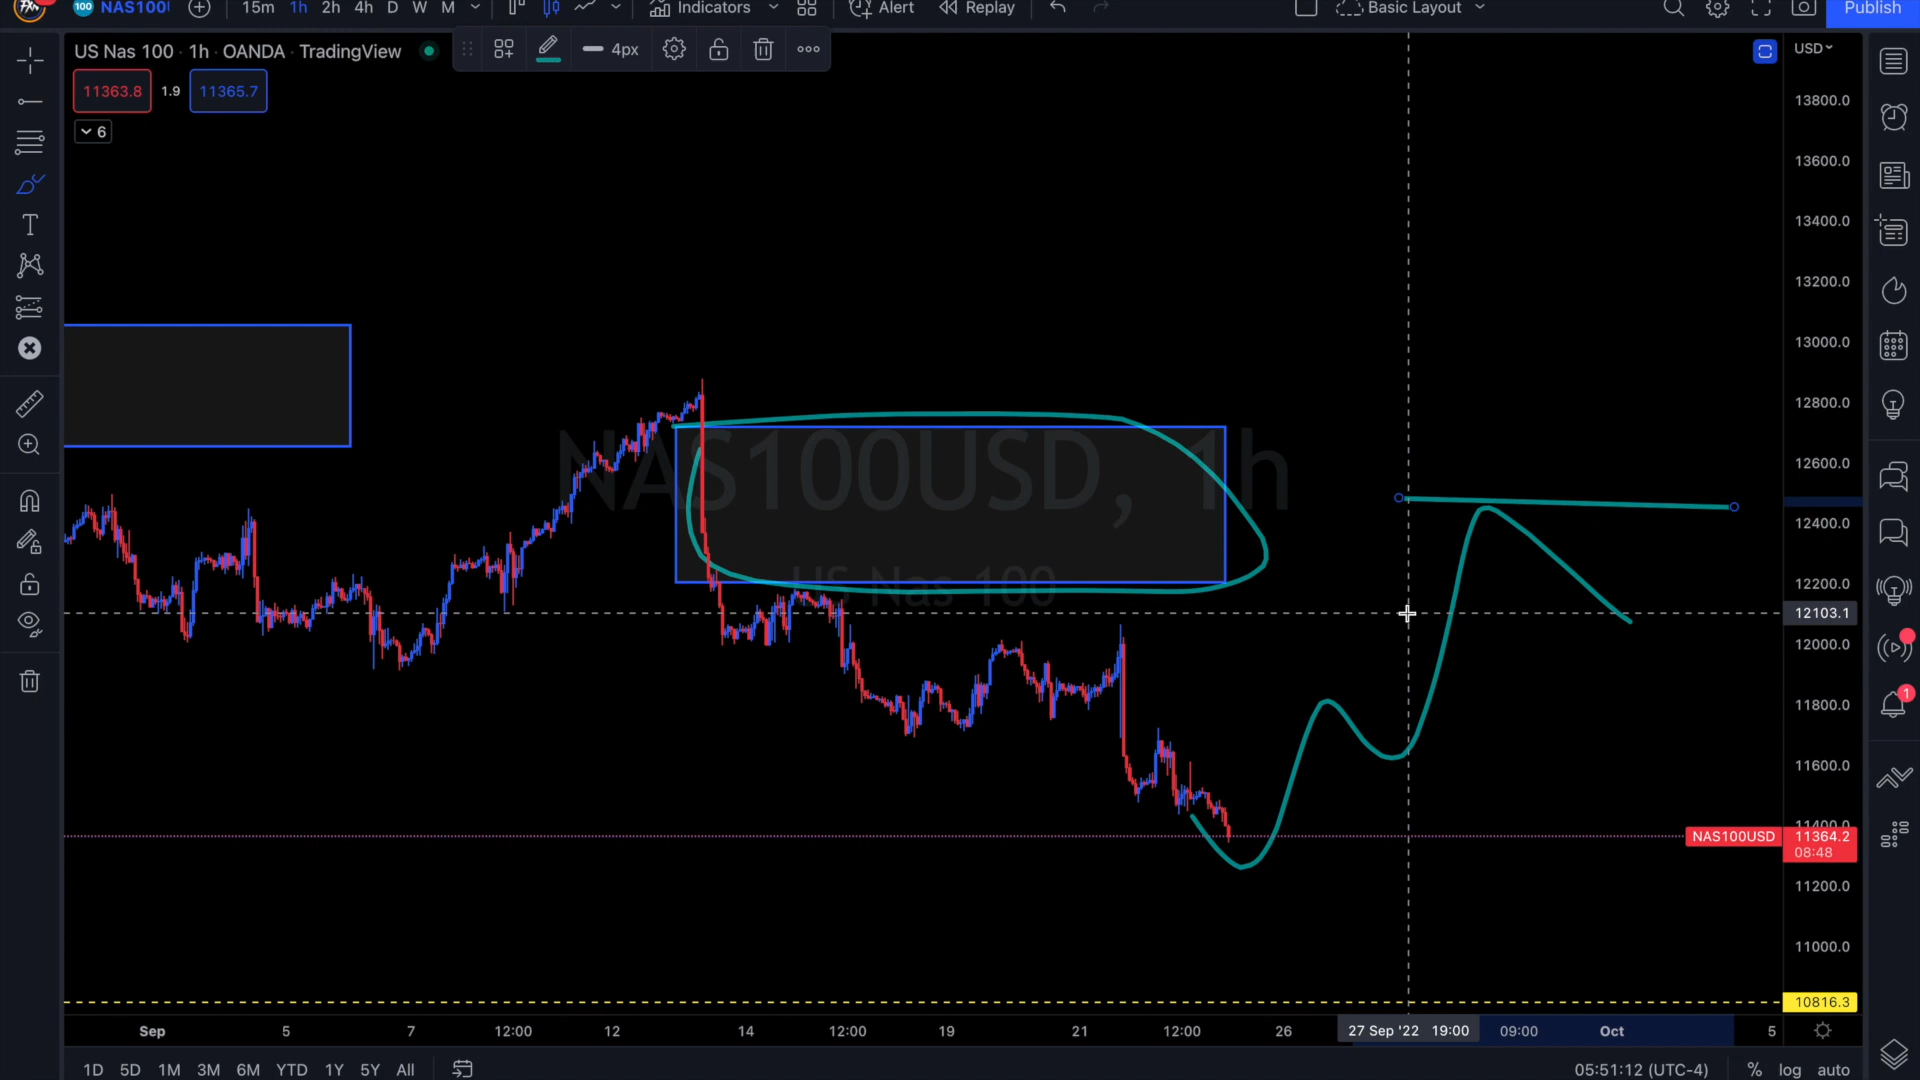 100 NAS100 15m 1h 2h 4h D W M Indicators Alert Replay Basic Layout Publish
US Nas 100 · 1h · OANDA · TradingView
4px
USD
11363.8 1.9 11365.7
6
13800.0
13600.0
13400.0
13200.0
13000.0
12800.0
12600.0
12400.0
12200.0
12103.1
12000.0
11800.0
11600.0
11400.0
NAS100USD 11364.2
08:48
11200.0
11000.0
10816.3
NAS100USD, 1h
US Nas 100
1
Sep 5 7 12:00 12 14 12:00 19 21 12:00 26 27 Sep '22 19:00 09:00 Oct 5
1D 5D 1M 3M 6M YTD 1Y 5Y All 05:51:12 (UTC-4) % log auto